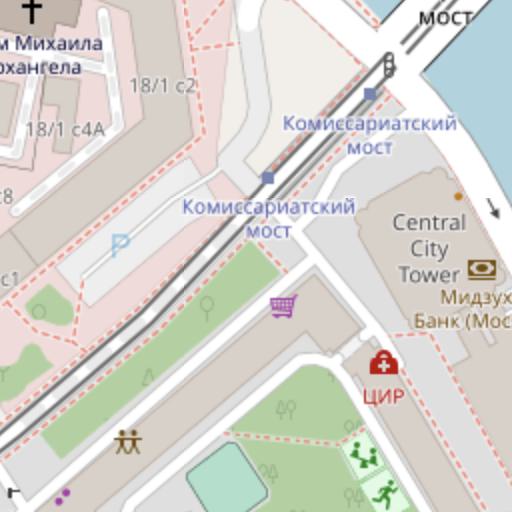 мост
м Михаила
рхангела
18/1 с2
18/1 с4А
с8
Комиссариатский
мост
Комиссариатский
мост
с1
P
Central
City
Tower
Мидзух
Банк (Мос
ЦИР